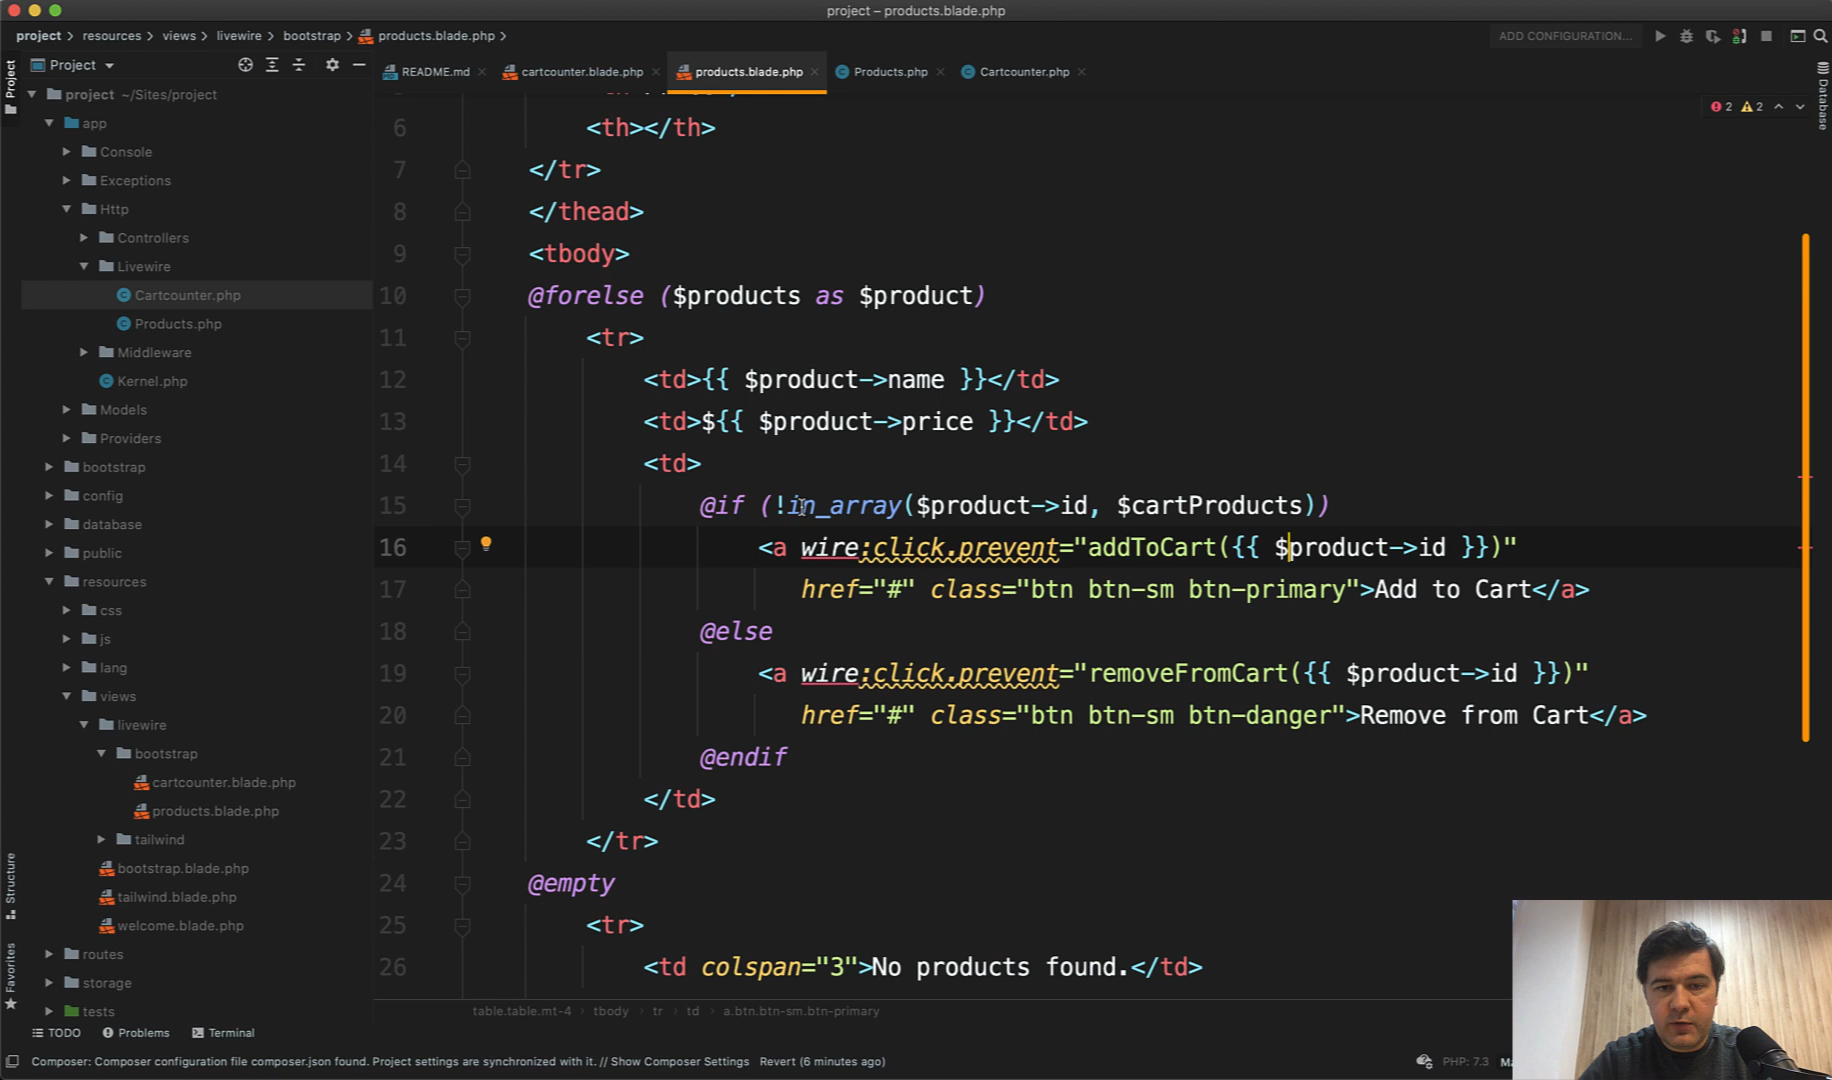 project – products.blade.php
project > resources > views > livewire > bootstrap > products.blade.php >
ADD CONFIGURATION...
Project
README.md
cartcounter.blade.php
products.blade.php
Products.php
Cartcounter.php
2 2
Project
Database
project ~/Sites/project
app
Console
Exceptions
Http
Controllers
Livewire
Cartcounter.php
Products.php
Middleware
Kernel.php
Models
Providers
bootstrap
config
database
public
resources
css
js
lang
views
livewire
bootstrap
cartcounter.blade.php
products.blade.php
tailwind
bootstrap.blade.php
tailwind.blade.php
welcome.blade.php
routes
storage
tests
Structure
Favorites
6 <th></th>
7 </tr>
8 </thead>
9 <tbody>
10 @forelse ($products as $product)
11 <tr>
12 <td>{{ $product->name }}</td>
13 <td>${{ $product->price }}</td>
14 <td>
15 @if (!in_array($product->id, $cartProducts))
16 <a wire:click.prevent="addToCart({{ $product->id }})"
17 href="#" class="btn btn-sm btn-primary">Add to Cart</a>
18 @else
19 <a wire:click.prevent="removeFromCart({{ $product->id }})"
20 href="#" class="btn btn-sm btn-danger">Remove from Cart</a>
21 @endif
22 </td>
23 </tr>
24 @empty
25 <tr>
26 <td colspan="3">No products found.</td>
table.table.mt-4 > tbody > tr > td > a.btn.btn-sm.btn-primary
TODO
Problems
Terminal
Composer: Composer configuration file composer.json found. Project settings are synchronized with it. // Show Composer Settings Revert (6 minutes ago)
PHP: 7.3